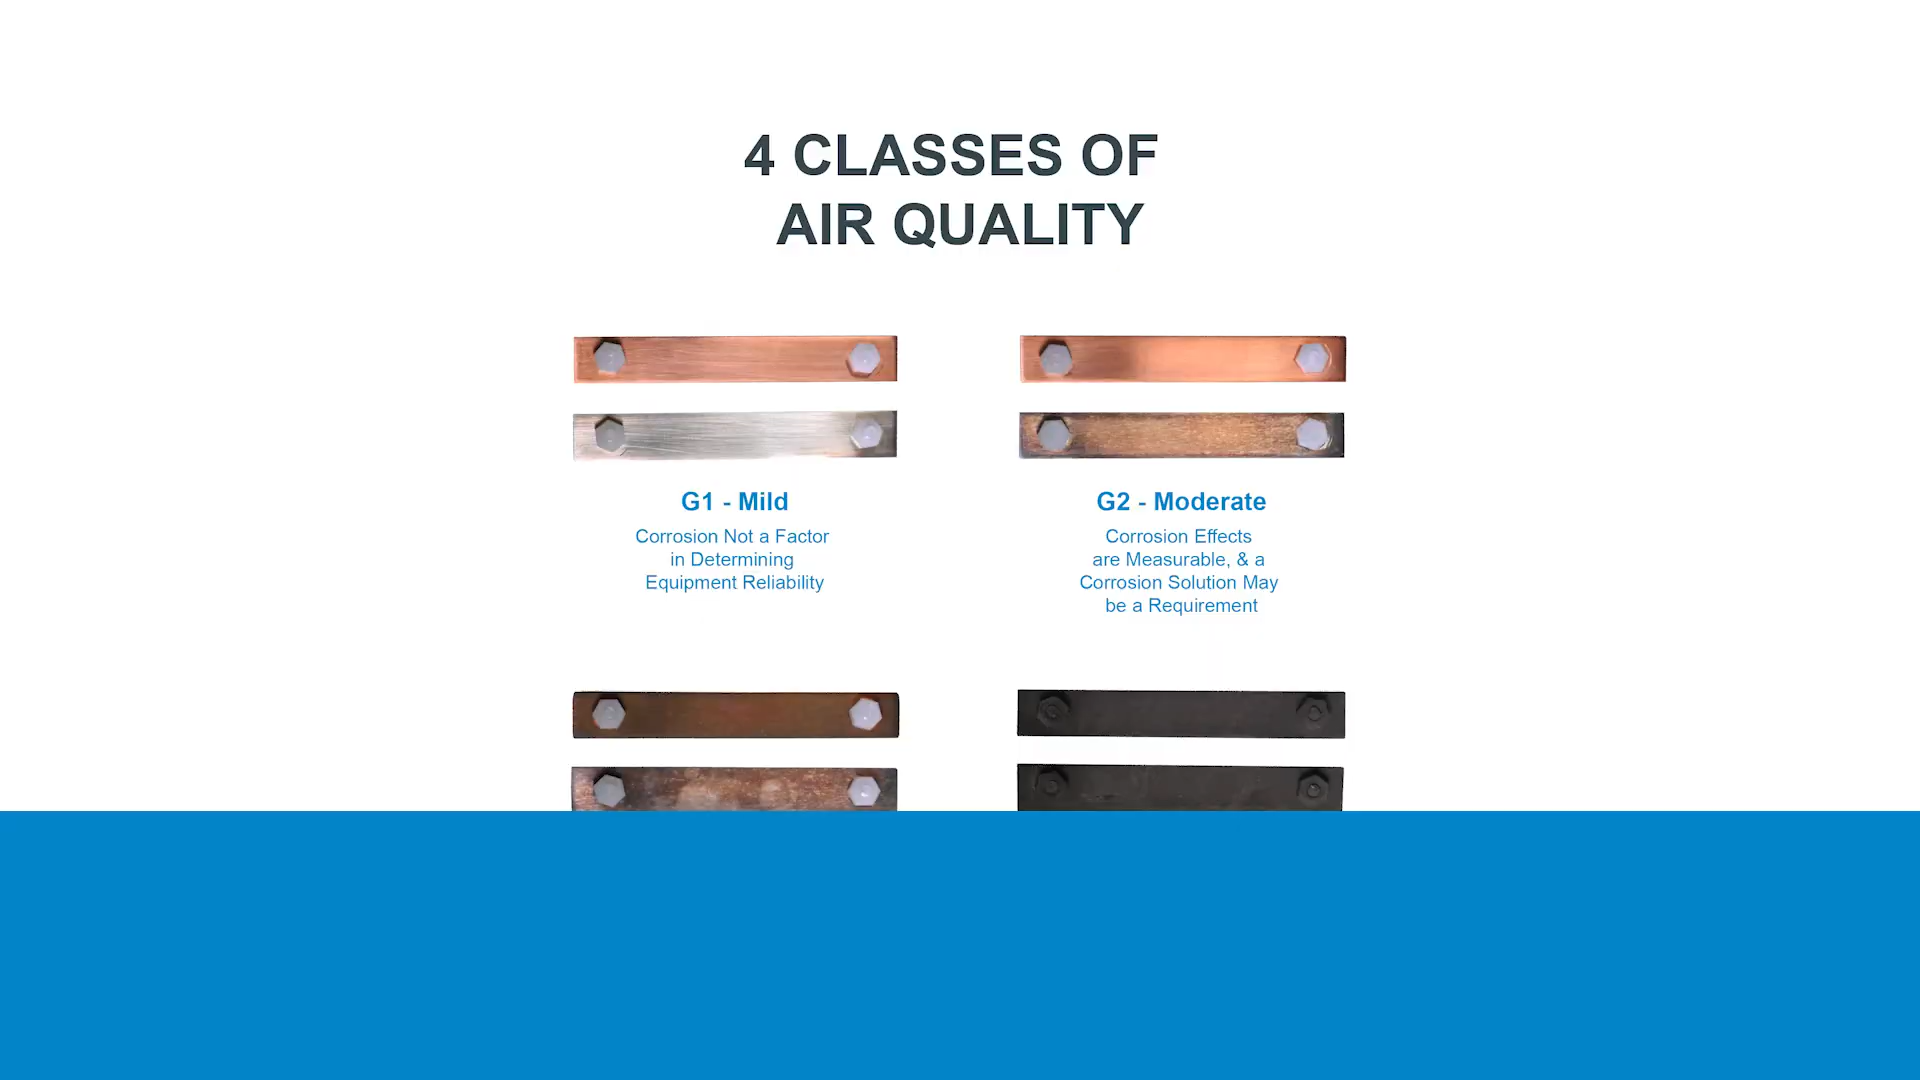 4 CLASSES OF
AIR QUALITY
G1 - Mild
Corrosion Not a Factor
in Determining
Equipment Reliability
G2 - Moderate
Corrosion Effects
are Measurable, & a
Corrosion Solution May
be a Requirement